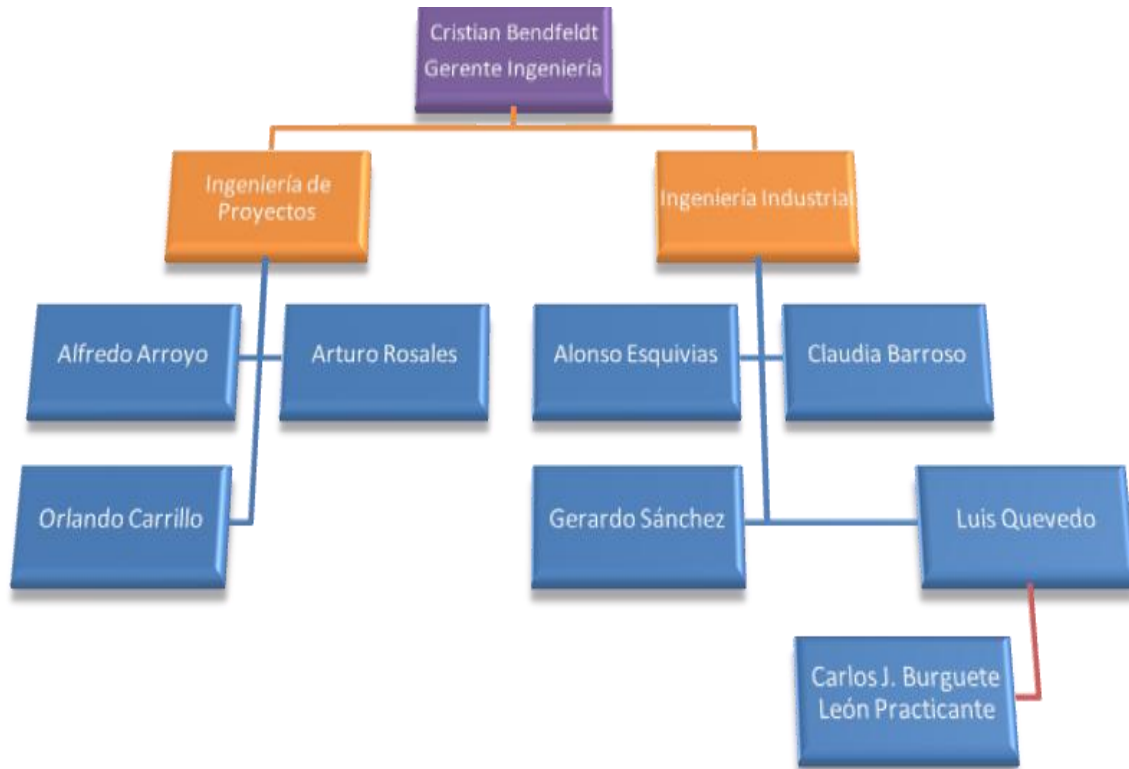 Cristian Bendfeldt
Gerente Ingeniería
Ingeniería de
Proyectos
Ingeniería Industrial
Alfredo Arroyo
Arturo Rosales
Alonso Esquivias
Claudia Barroso
Orlando Carrillo
Gerardo Sánchez
Luis Quevedo
Carlos J. Burguete
León Practicante